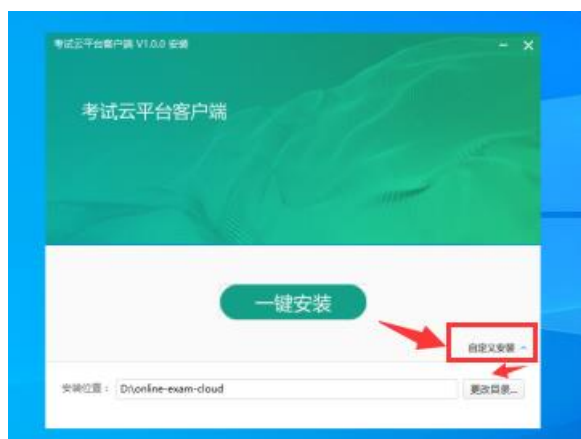 考试云平台客户端 V1.0.0 安装
考试云平台客户端
一键安装
自定义安装
安装位置： D:\online-exam-cloud
更改目录...